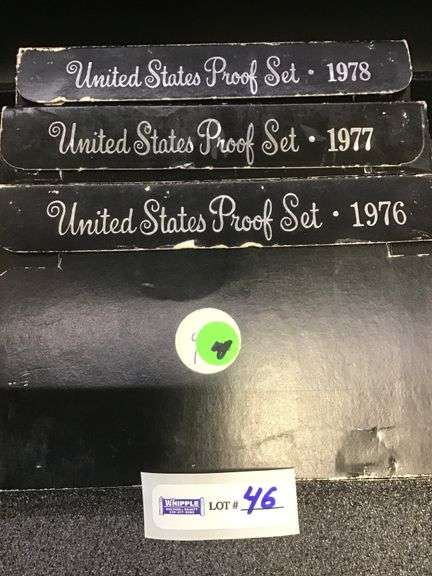 United States Proof Set · 1978
United States Proof Set · 1977
United States Proof Set · 1976
WHIPPLE
LOT # 46